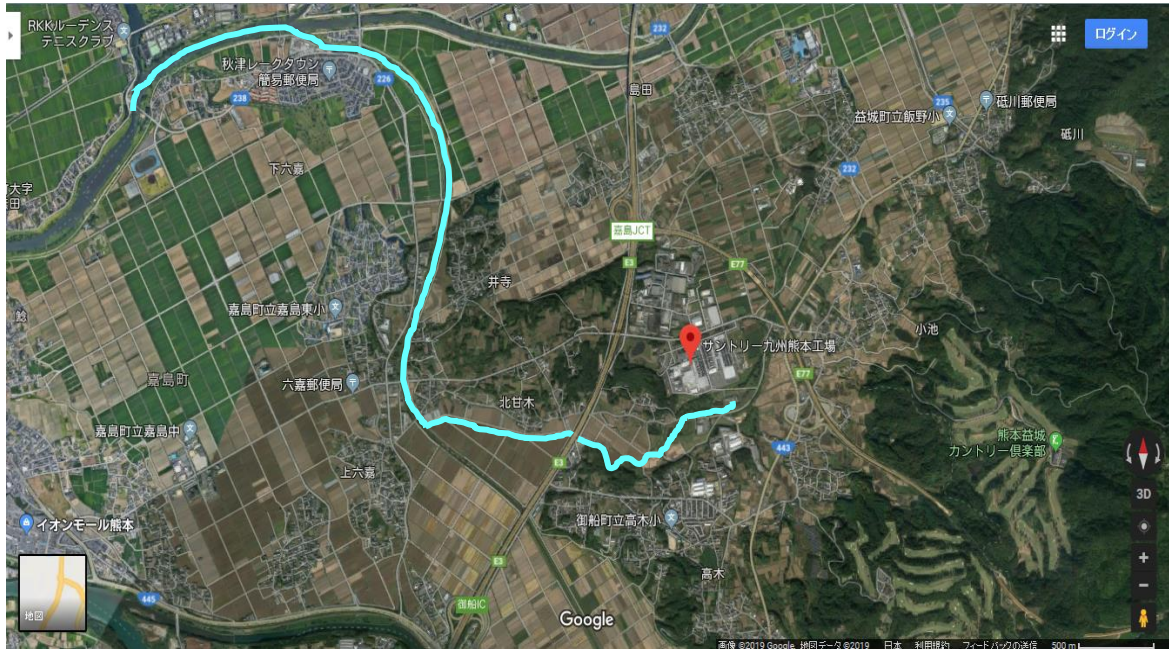 RKKルーデンス
テニスクラブ
232
ログイン
秋津レークタウン
簡易郵便局
226
238
島田
235
砥川郵便局
益城町立飯野小
砥川
下六嘉
232
嘉島JCT
E3
E77
井寺
嘉島町立嘉島東小
小池
サントリー九州熊本工場
六嘉郵便局
嘉島町
E77
北甘木
嘉島町立嘉島中
443
熊本益城
カントリー倶楽部
上六嘉
E3
3D
イオンモール熊本
御船町立高木小
E3
高木
地図
445
御船IC
Google
画像 ©2019 Google, 地図データ ©2019 日本 利用規約 フィードバックの送信 500 m